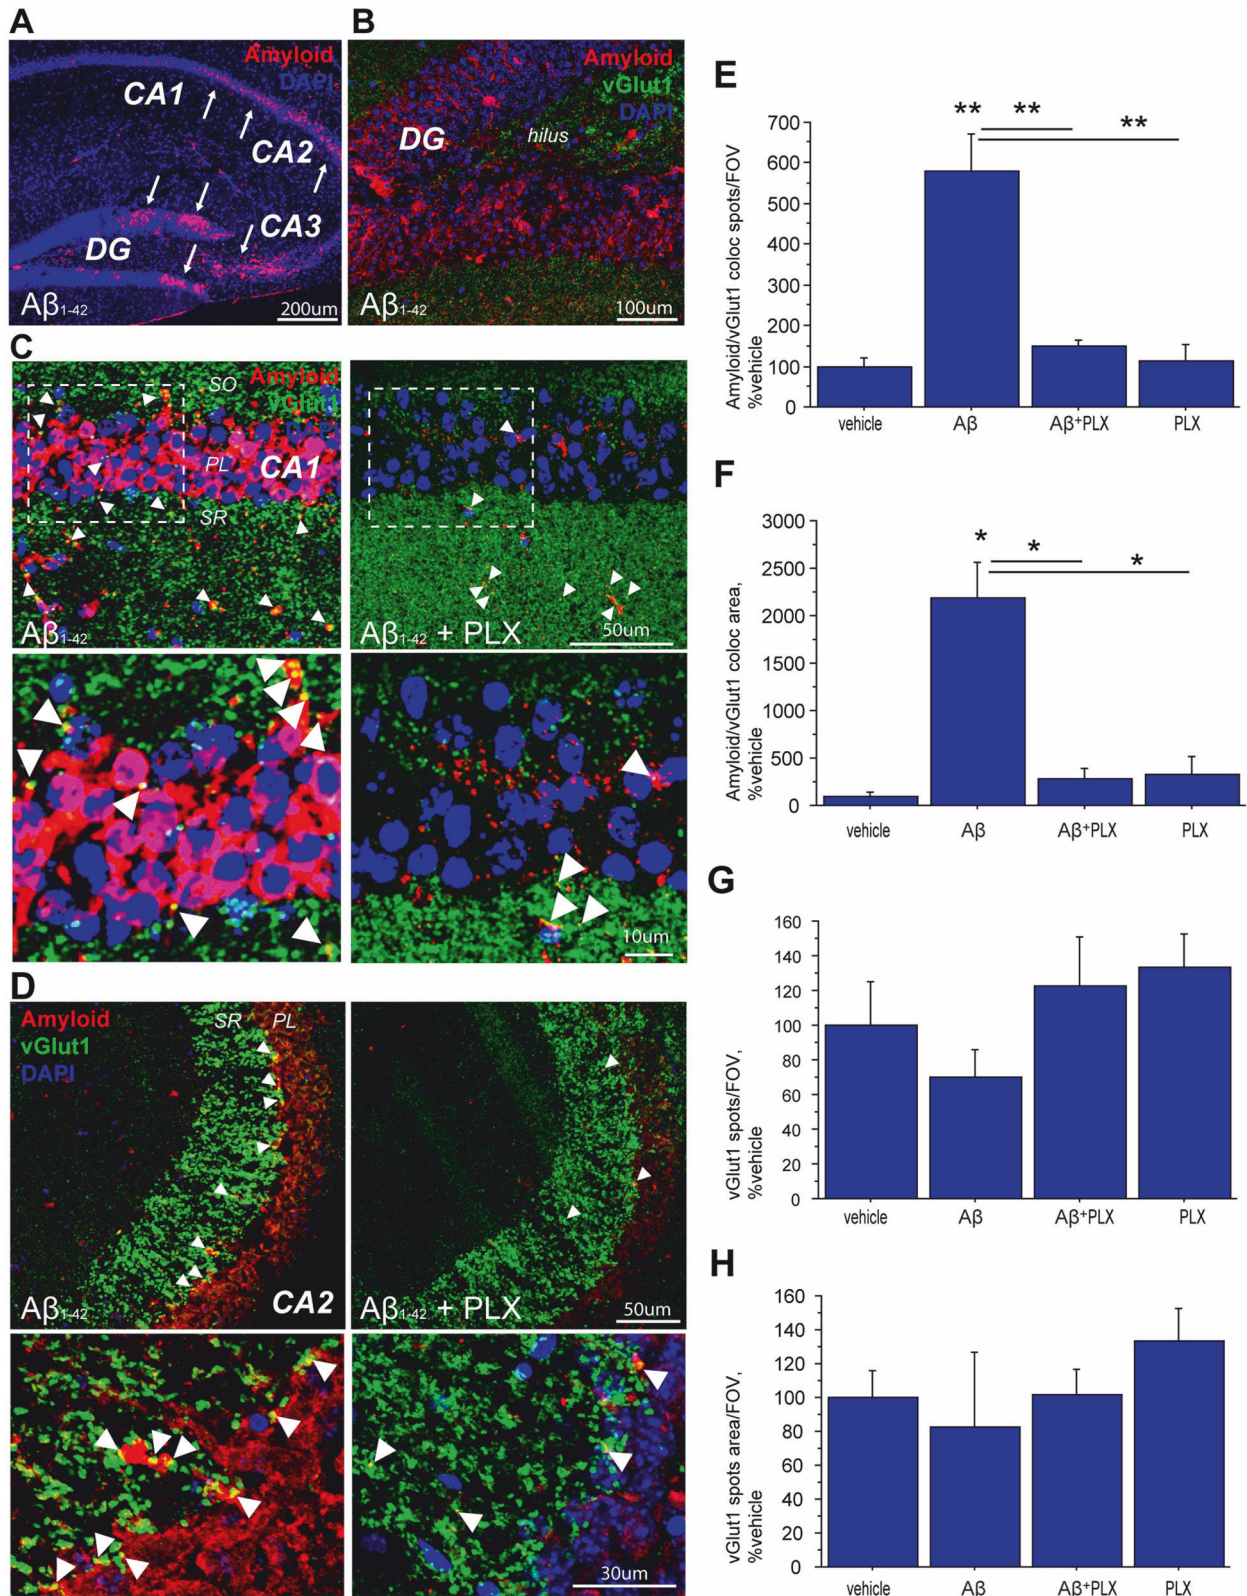 A
Amyloid
DAPI
CA1
CA2
CA3
DG
Aβ1-42
200um
B
Amyloid
vGlut1
DAPI
DG
hilus
Aβ1-42
100um
C
Amyloid
vGlut1
SO
PL
CA1
SR
Aβ1-42
Aβ1-42 + PLX
50um
10um
D
Amyloid
vGlut1
DAPI
SR
PL
Aβ1-42
CA2
Aβ1-42 + PLX
50um
30um
E
** ** **
Amyloid/vGlut1 coloc spots/FOV,
%vehicle
700
600
500
400
300
200
100
0
vehicle
Aβ
Aβ+PLX
PLX
F
* * *
Amyloid/vGlut1 coloc area,
%vehicle
3000
2500
2000
1500
1000
500
0
vehicle
Aβ
Aβ+PLX
PLX
G
vGlut1 spots/FOV,
%vehicle
160
140
120
100
80
60
40
20
0
vehicle
Aβ
Aβ+PLX
PLX
H
vGlut1 spots area/FOV,
%vehicle
160
140
120
100
80
60
40
20
0
vehicle
Aβ
Aβ+PLX
PLX